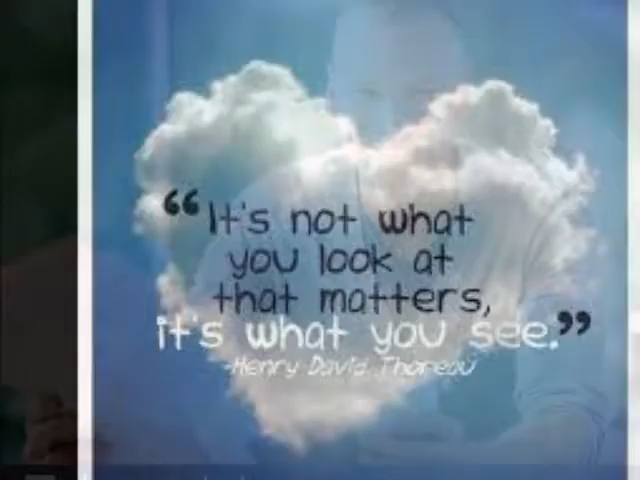 “It's not what
you look at
that matters,
it's what you see.”
-Henry David Thoreau